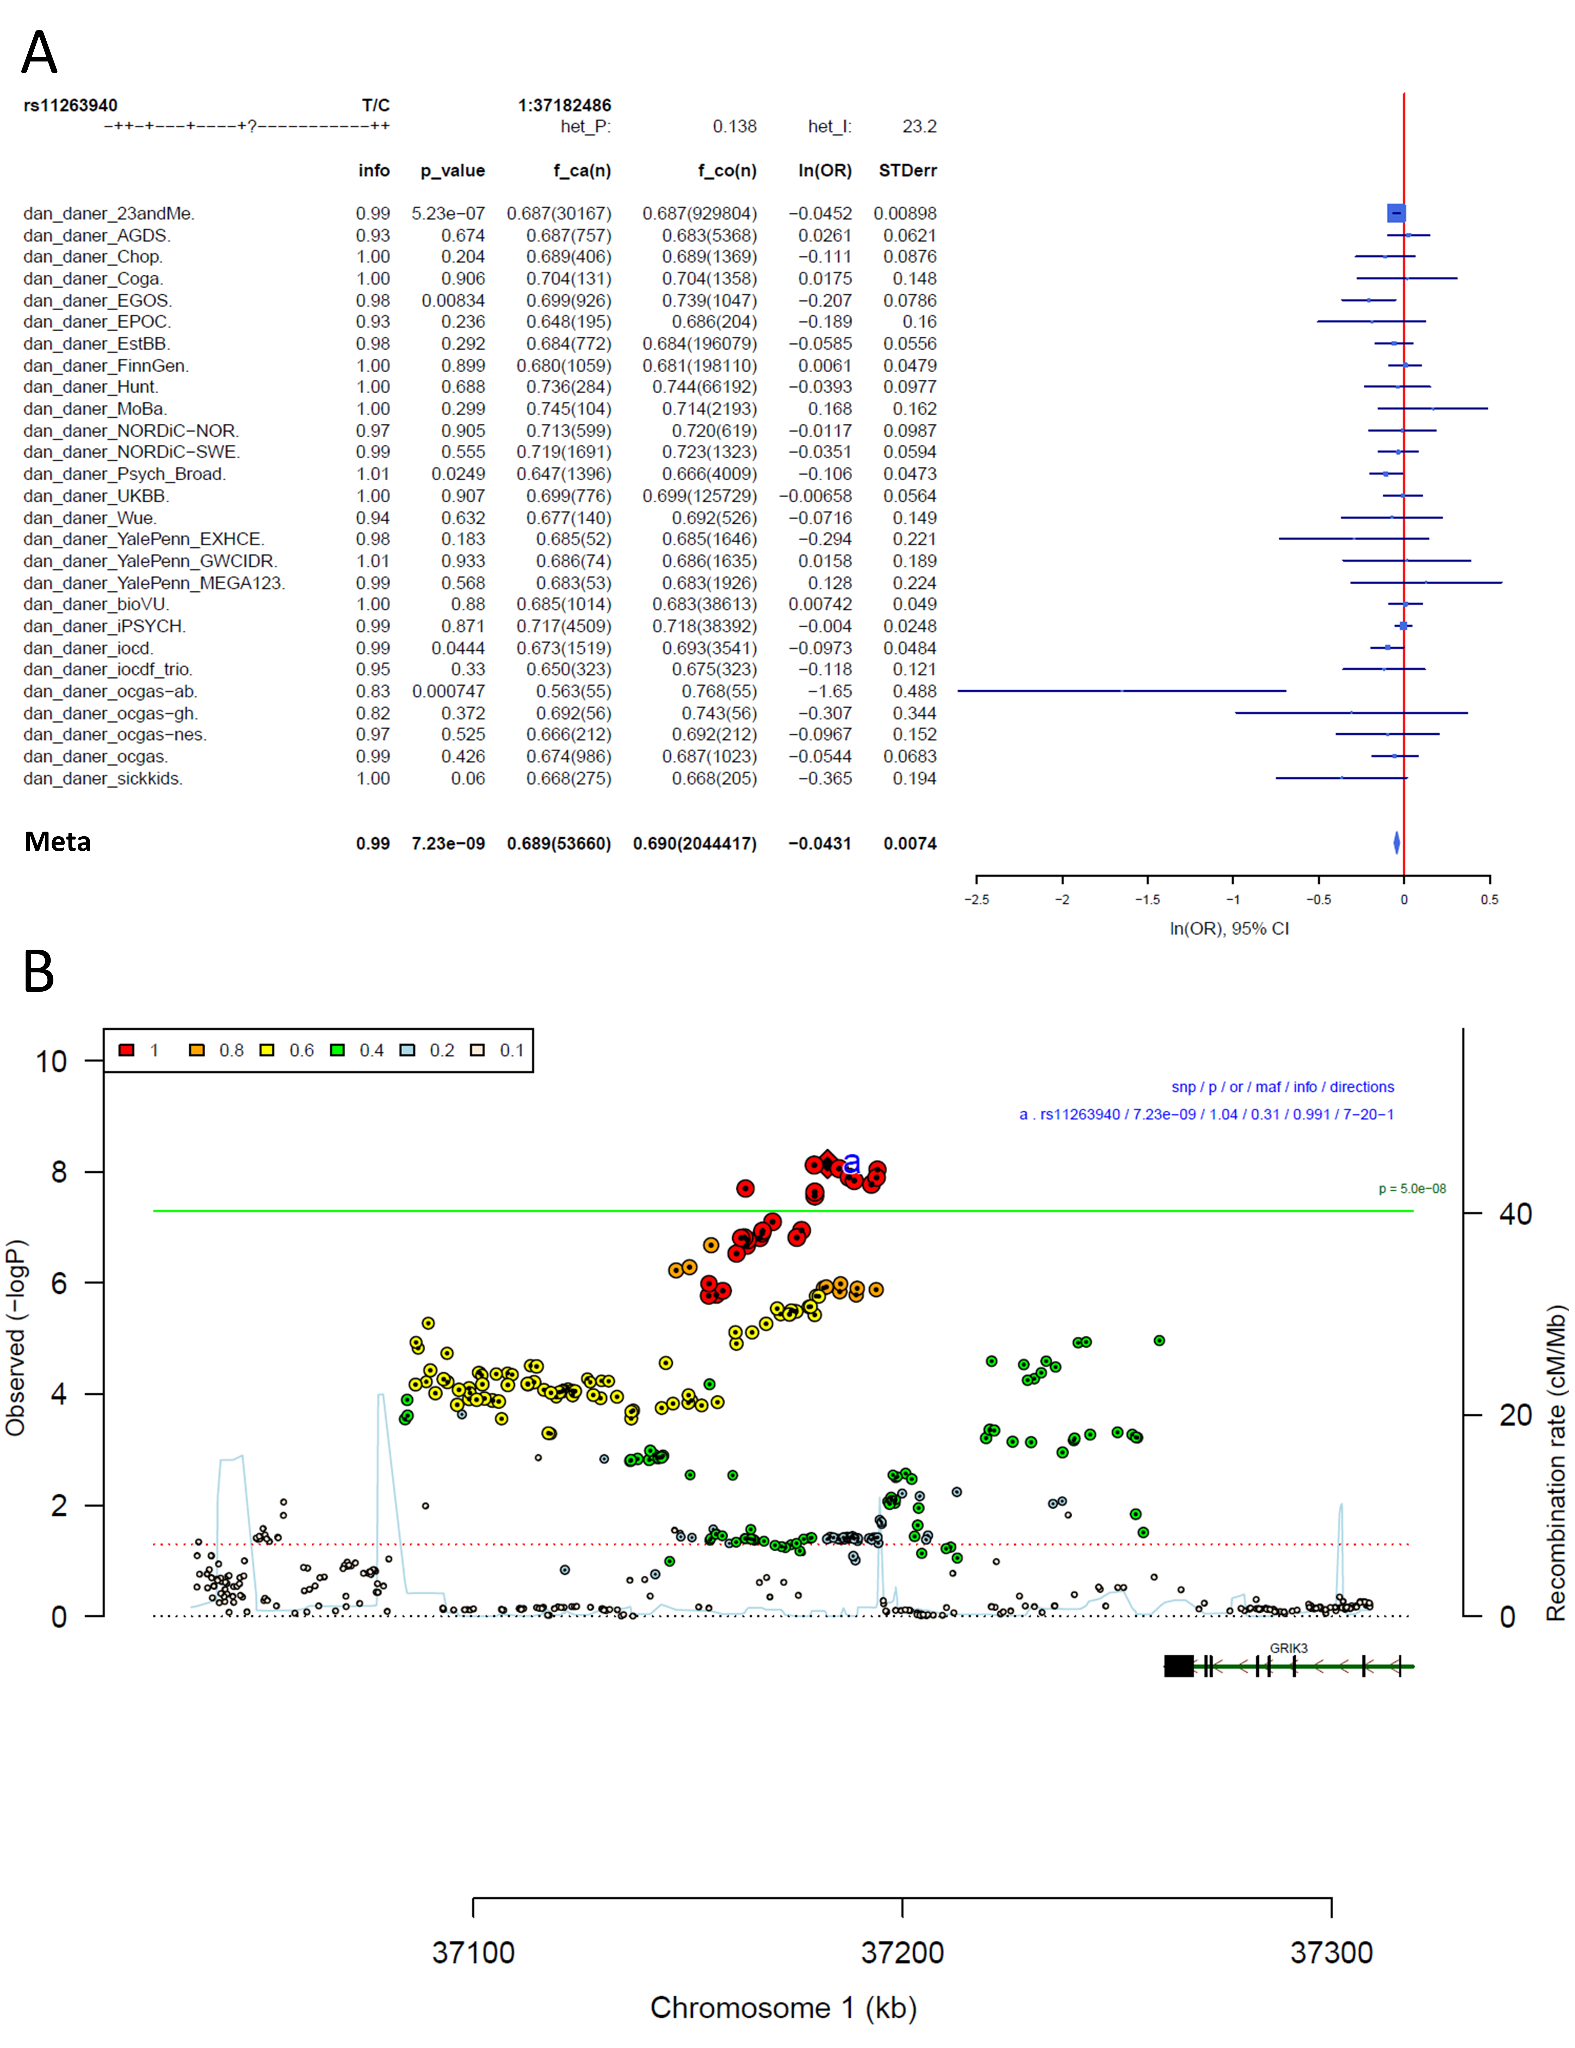 A
rs11263940 T/C 1:37182486
−++−+−−−+−−−−+?−−−−−−−−−−−++ het_P: 0.138 het_I: 23.2
info p_value f_ca(n) f_co(n) ln(OR) STDerr
dan_daner_23andMe. 0.99 5.23e−07 0.687(30167) 0.687(929804) −0.0452 0.00898
dan_daner_AGDS. 0.93 0.674 0.687(757) 0.683(5368) 0.0261 0.0621
dan_daner_Chop. 1.00 0.204 0.689(406) 0.689(1369) −0.111 0.0876
dan_daner_Coga. 1.00 0.906 0.704(131) 0.704(1358) 0.0175 0.148
dan_daner_EGOS. 0.98 0.00834 0.699(926) 0.739(1047) −0.207 0.0786
dan_daner_EPOC. 0.93 0.236 0.648(195) 0.686(204) −0.189 0.16
dan_daner_EstBB. 0.98 0.292 0.684(772) 0.684(196079) −0.0585 0.0556
dan_daner_FinnGen. 1.00 0.899 0.680(1059) 0.681(198110) 0.0061 0.0479
dan_daner_Hunt. 1.00 0.688 0.736(284) 0.744(66192) −0.0393 0.0977
dan_daner_MoBa. 1.00 0.299 0.745(104) 0.714(2193) 0.168 0.162
dan_daner_NORDiC−NOR. 0.97 0.905 0.713(599) 0.720(619) −0.0117 0.0987
dan_daner_NORDiC−SWE. 0.99 0.555 0.719(1691) 0.723(1323) −0.0351 0.0594
dan_daner_Psych_Broad. 1.01 0.0249 0.647(1396) 0.666(4009) −0.106 0.0473
dan_daner_UKBB. 1.00 0.907 0.699(776) 0.699(125729) −0.00658 0.0564
dan_daner_Wue. 0.94 0.632 0.677(140) 0.692(526) −0.0716 0.149
dan_daner_YalePenn_EXHCE. 0.98 0.183 0.685(52) 0.685(1646) −0.294 0.221
dan_daner_YalePenn_GWCIDR. 1.01 0.933 0.686(74) 0.686(1635) 0.0158 0.189
dan_daner_YalePenn_MEGA123. 0.99 0.568 0.683(53) 0.683(1926) 0.128 0.224
dan_daner_bioVU. 1.00 0.88 0.685(1014) 0.683(38613) 0.00742 0.049
dan_daner_iPSYCH. 0.99 0.871 0.717(4509) 0.718(38392) −0.004 0.0248
dan_daner_iocd. 0.99 0.0444 0.673(1519) 0.693(3541) −0.0973 0.0484
dan_daner_iocdf_trio. 0.95 0.33 0.650(323) 0.675(323) −0.118 0.121
dan_daner_ocgas−ab. 0.83 0.000747 0.563(55) 0.768(55) −1.65 0.488
dan_daner_ocgas−gh. 0.82 0.372 0.692(56) 0.743(56) −0.307 0.344
dan_daner_ocgas−nes. 0.97 0.525 0.666(212) 0.692(212) −0.0967 0.152
dan_daner_ocgas. 0.99 0.426 0.674(986) 0.687(1023) −0.0544 0.0683
dan_daner_sickkids. 1.00 0.06 0.668(275) 0.668(205) −0.365 0.194
Meta 0.99 7.23e−09 0.689(53660) 0.690(2044417) −0.0431 0.0074
−2.5 −2 −1.5 −1 −0.5 0 0.5
ln(OR), 95% CI
B
1 0.8 0.6 0.4 0.2 0.1
snp / p / or / maf / info / directions
a . rs11263940 / 7.23e−09 / 1.04 / 0.31 / 0.991 / 7−20−1
a
p = 5.0e−08
10
8
6
4
2
0
Observed (−logP)
40
20
0
Recombination rate (cM/Mb)
GRIK3
37100 37200 37300
Chromosome 1 (kb)